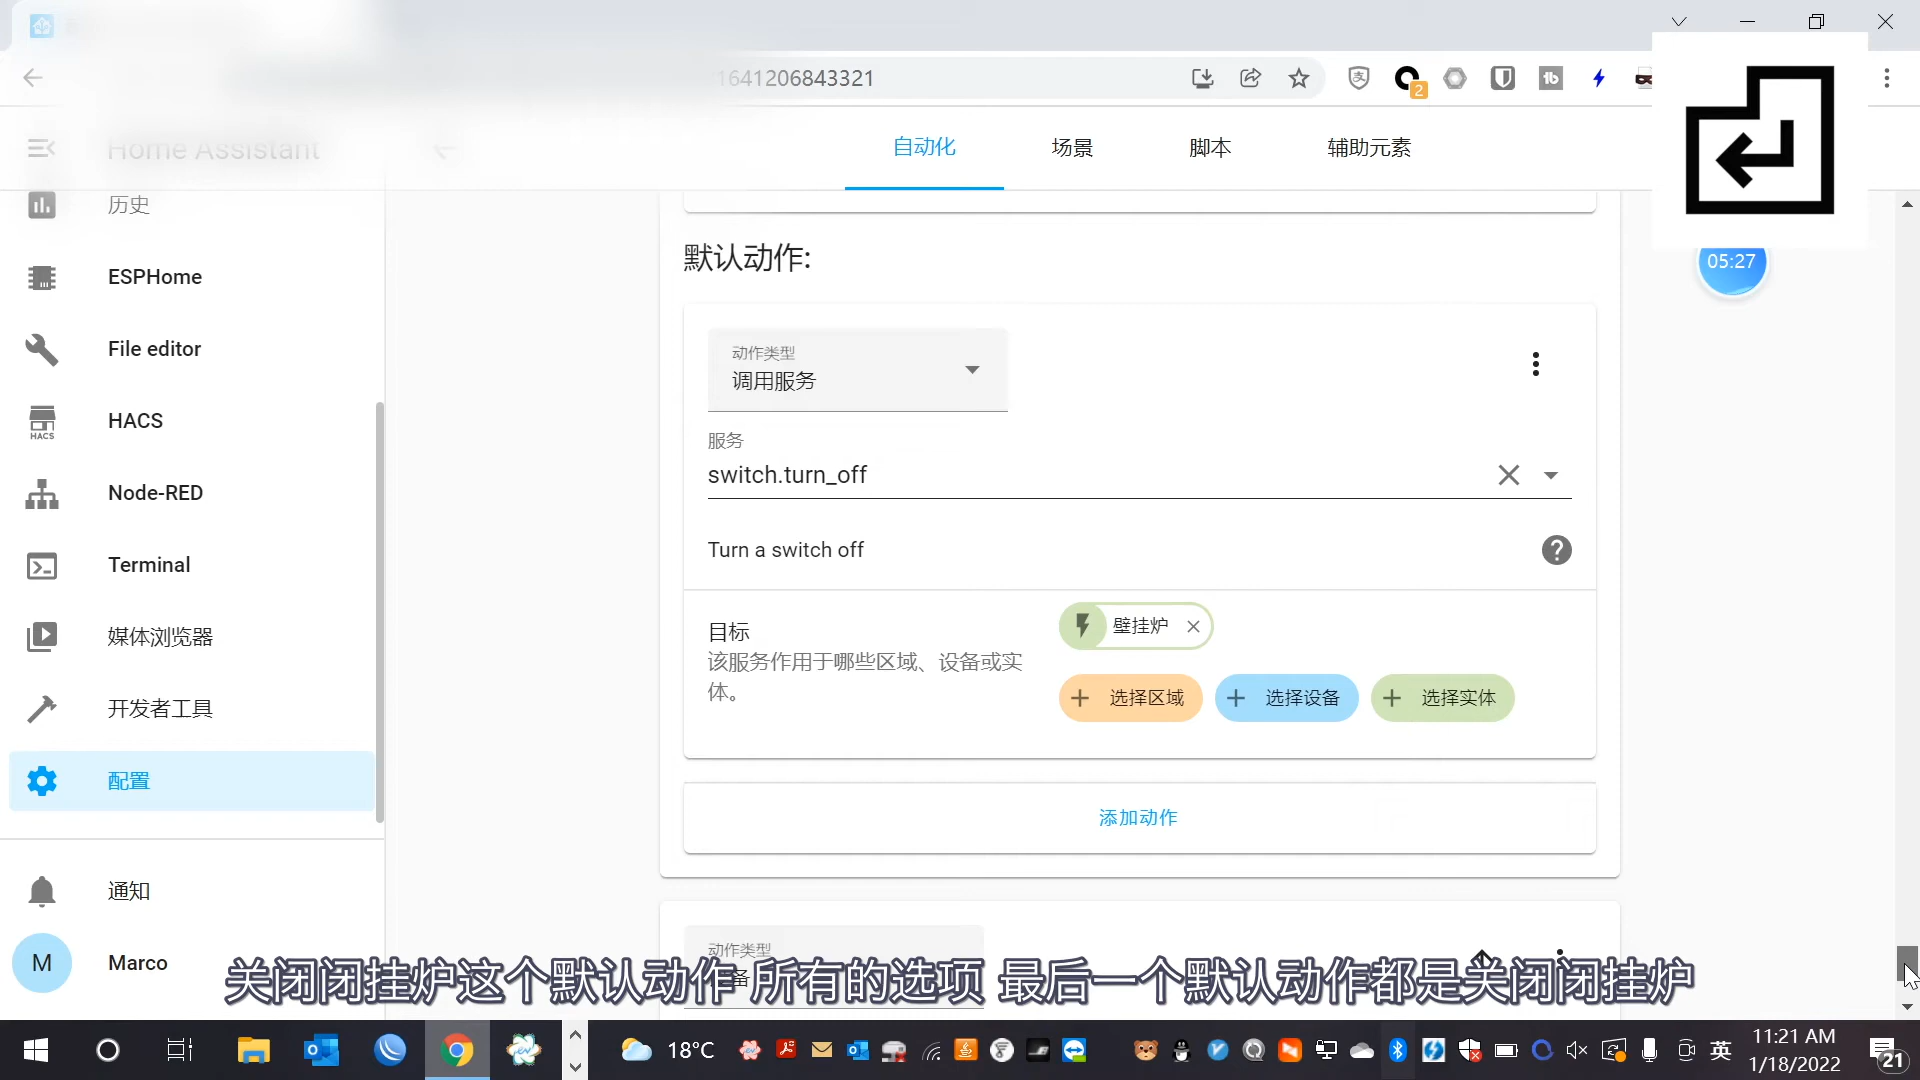 1641206843321
2
Home Assistant
自动化
场景
脚本
辅助元素
05:27
历史
ESPHome
File editor
HACS
HACS
Node-RED
Terminal
媒体浏览器
开发者工具
配置
通知
M
Marco
默认动作:
动作类型
调用服务
服务
switch.turn_off
Turn a switch off
目标
该服务作用于哪些区域、设备或实
体。
壁挂炉
选择区域
选择设备
选择实体
添加动作
动作类型
关闭闭挂炉这个默认动作 所有的选项 最后一个默认动作都是关闭闭挂炉
18°C
英
11:21 AM
1/18/2022
21